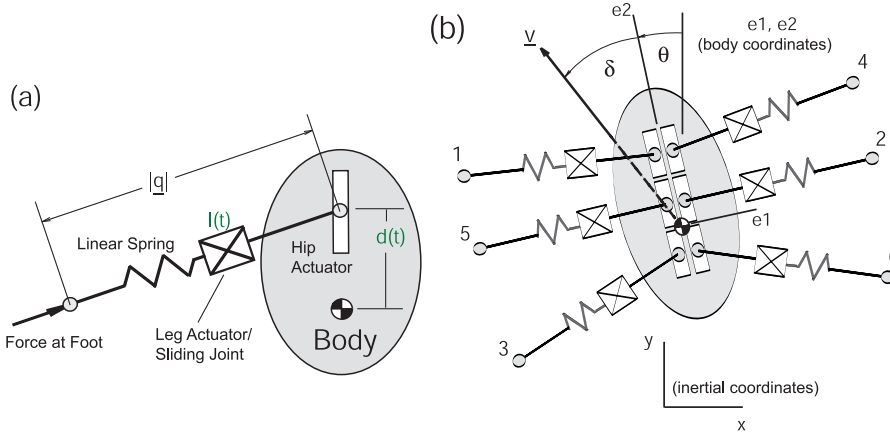 (a)
|q|
l(t)
Linear Spring
Hip
Actuator
d(t)
Force at Foot
Leg Actuator/
Sliding Joint
Body
(b)
v
e2
δ
θ
e1, e2
(body coordinates)
4
1
2
5
e1
3
y
(inertial coordinates)
x